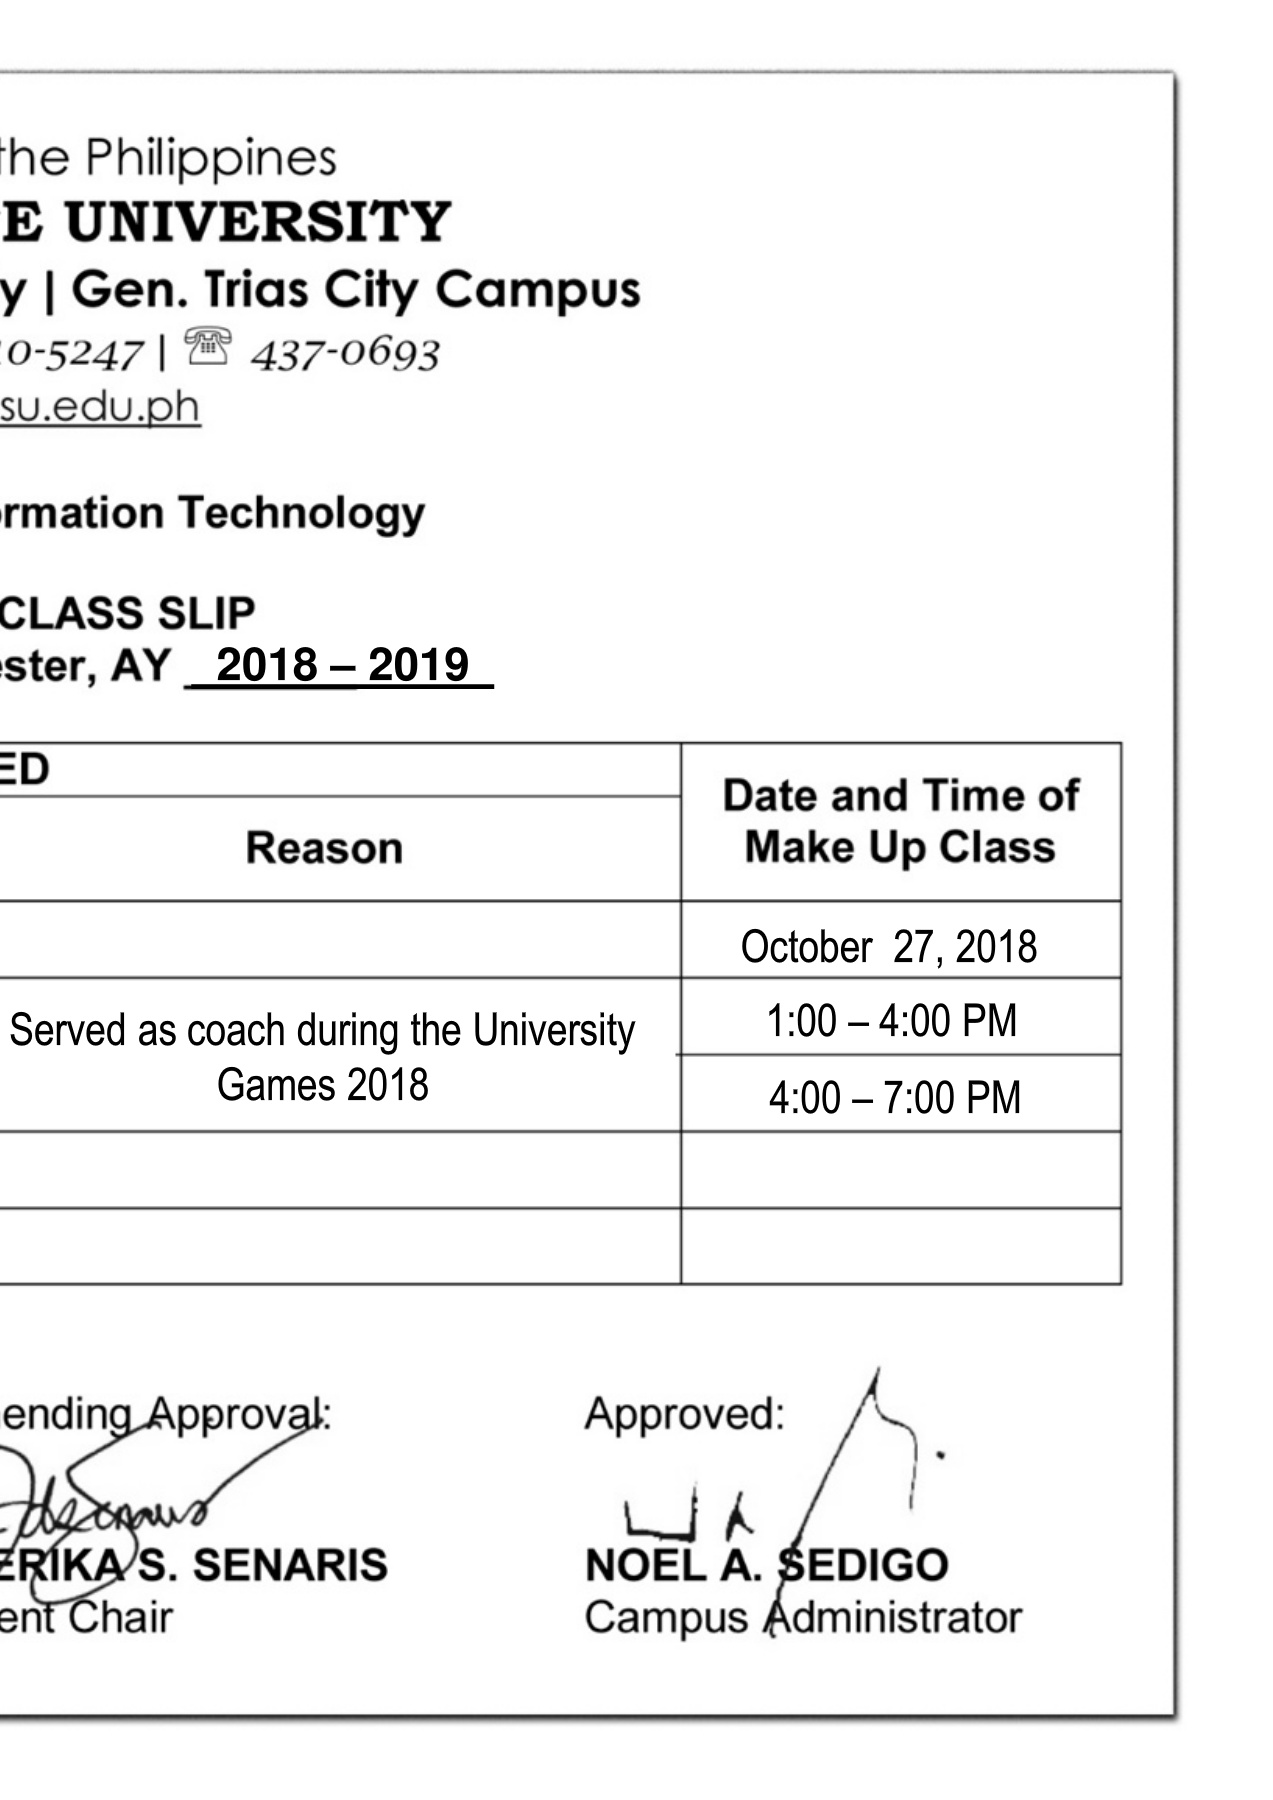 the Philippines
E UNIVERSITY
y | Gen. Trias City Campus
0-5247 | ☏ 437-0693
su.edu.ph
ormation Technology
CLASS SLIP
ester, AY 2018 – 2019
ED
Reason
Date and Time of
Make Up Class
October 27, 2018
Served as coach during the University
Games 2018
1:00 – 4:00 PM
4:00 – 7:00 PM
ending Approval:
Approved:
ERIKA S. SENARIS
ent Chair
NOEL A. SEDIGO
Campus Administrator